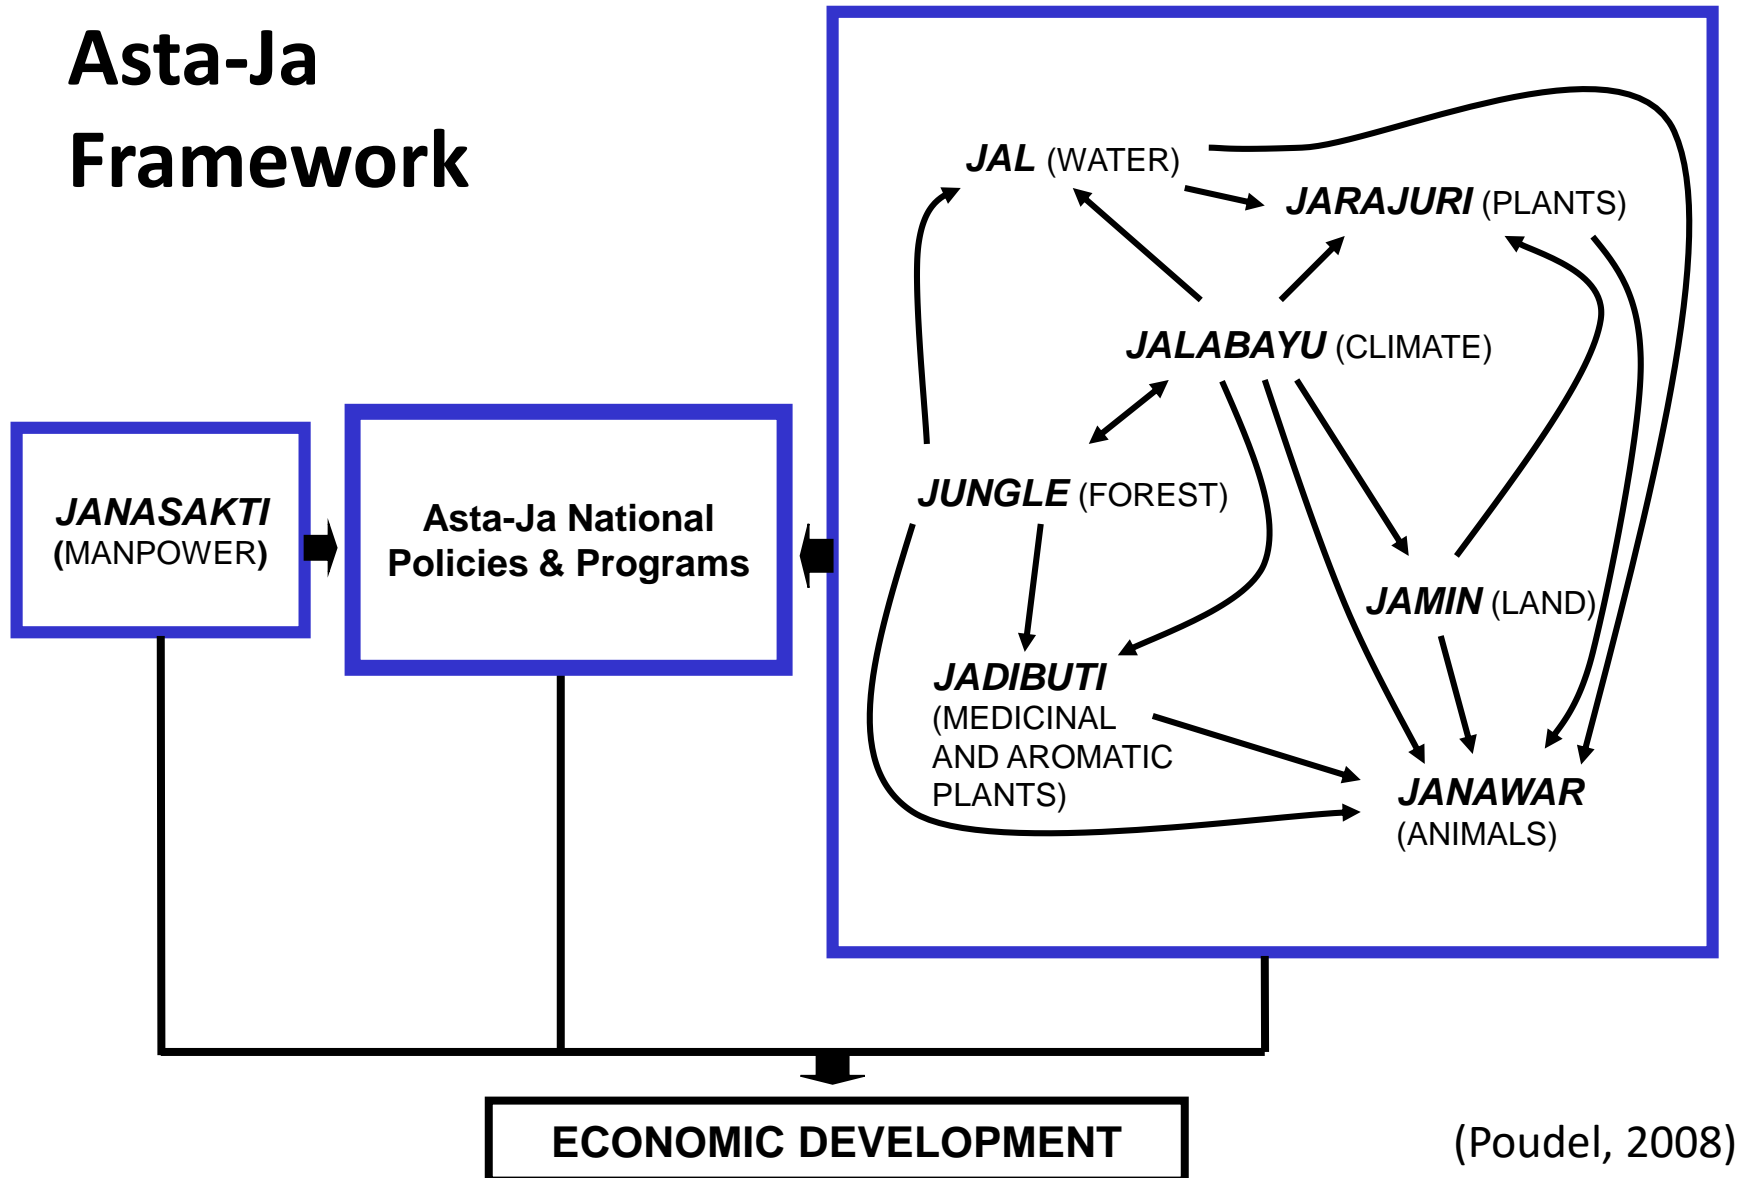 Asta-Ja
Framework
JAL (WATER)
JARAJURI (PLANTS)
JALABAYU (CLIMATE)
JUNGLE (FOREST)
JAMIN (LAND)
JADIBUTI
(MEDICINAL
AND AROMATIC
PLANTS)
JANAWAR
(ANIMALS)
JANASAKTI
(MANPOWER)
Asta-Ja National
Policies & Programs
ECONOMIC DEVELOPMENT
(Poudel, 2008)